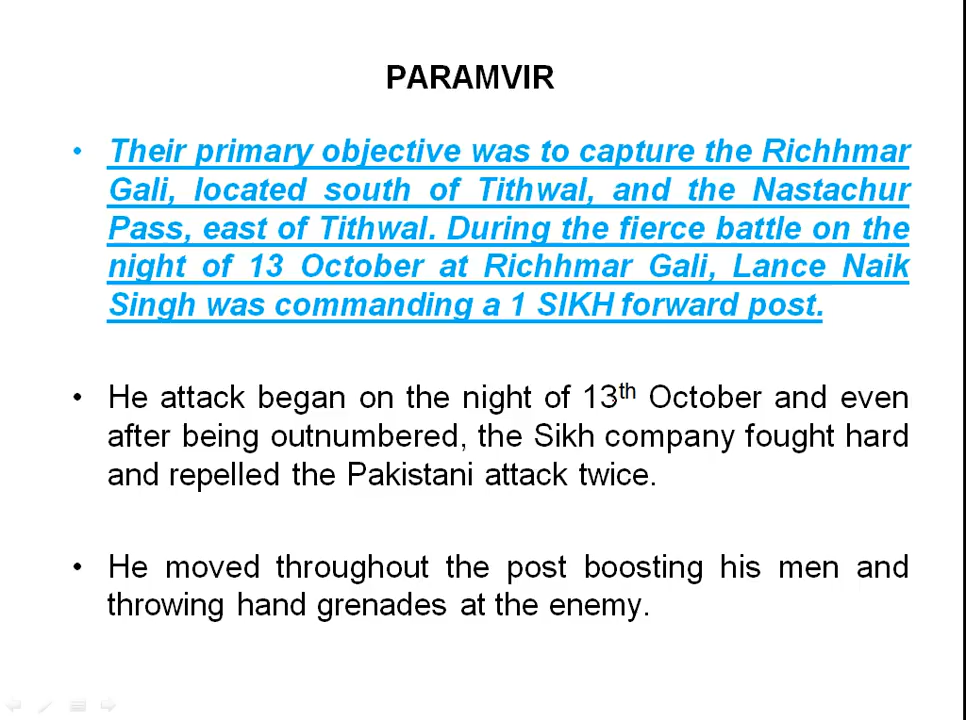 PARAMVIR
• Their primary objective was to capture the Richhmar
Gali, located south of Tithwal, and the Nastachur
Pass, east of Tithwal. During the fierce battle on the
night of 13 October at Richhmar Gali, Lance Naik
Singh was commanding a 1 SIKH forward post.
• He attack began on the night of 13th October and even
after being outnumbered, the Sikh company fought hard
and repelled the Pakistani attack twice.
• He moved throughout the post boosting his men and
throwing hand grenades at the enemy.